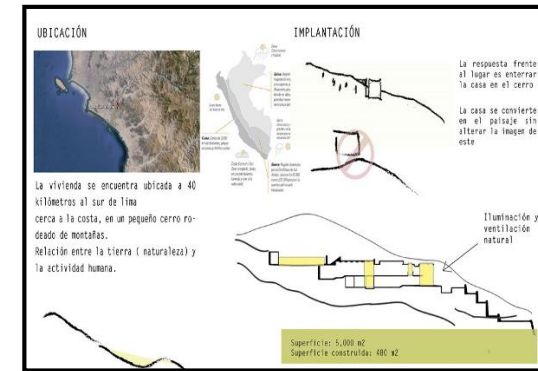 UBICACIÓN
La vivienda se encuentra ubicada a 40
kilómetros al sur de lima
cerca a la costa, en un pequeño cerro ro-
deado de montañas.
Relación entre la tierra ( naturaleza) y
la actividad humana.
IMPLANTACIÓN
La respuesta frente
al lugar es enterrar
la casa en el cerro
La casa se convierte
en el paisaje sin
alterar la imagen de
este
Iluminación y
ventilación
natural
Superficie: 5,000 m2
Superficie construida: 480 m2